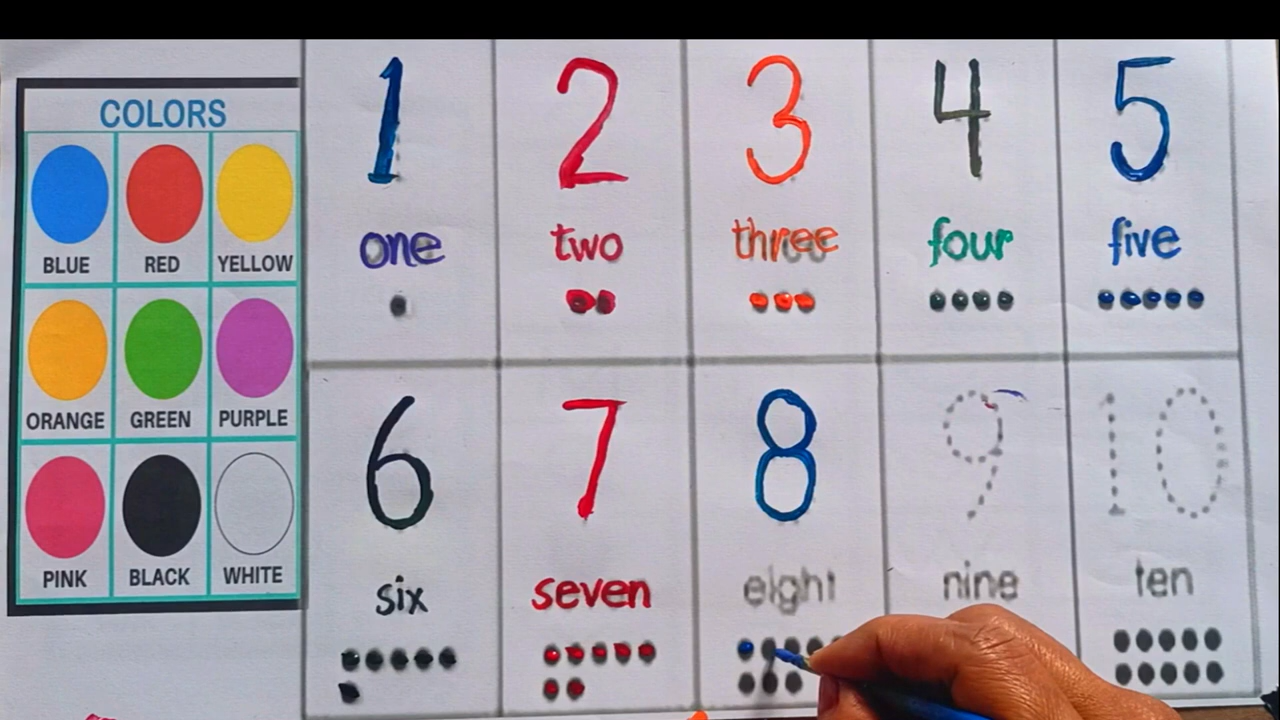 COLORS
BLUE RED YELLOW
ORANGE GREEN PURPLE
PINK BLACK WHITE
1 2 3 4 5
one two three four five
6 7 8 9 10
six seven eight nine ten